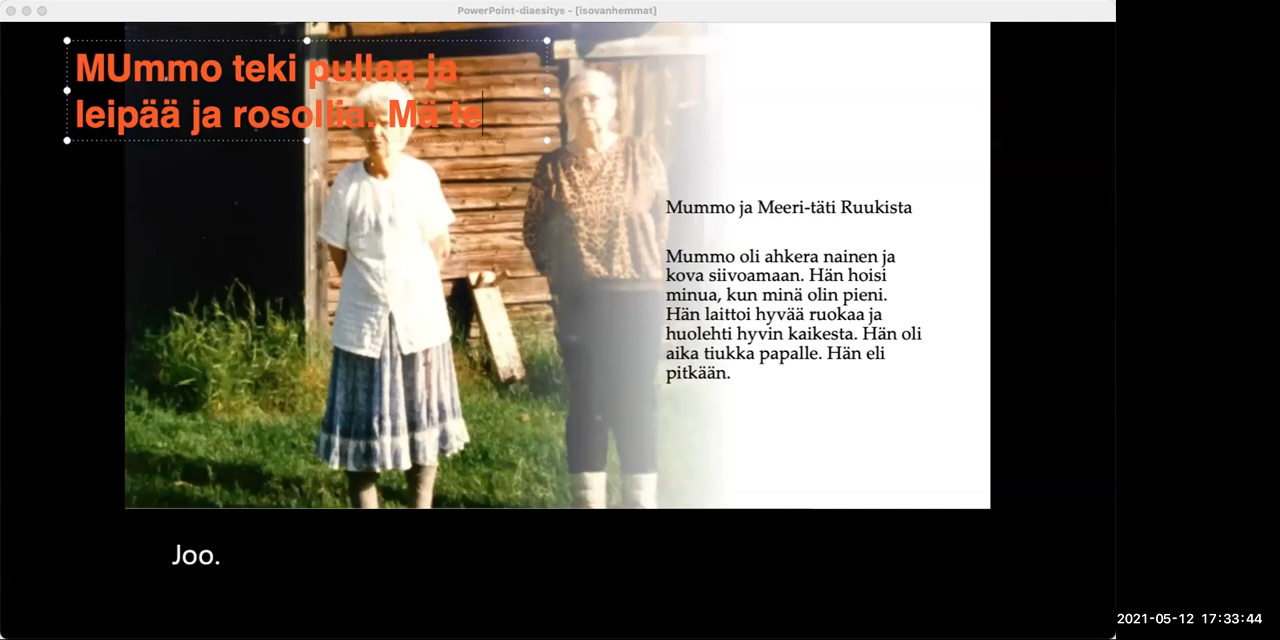 PowerPoint-diaesitys - [isovanhemmat]
MUmmo teki pullaa ja
leipää ja rosollia. Mä te
Mummo ja Meeri-täti Ruukista
Mummo oli ahkera nainen ja
kova siivoamaan. Hän hoisi
minua, kun minä olin pieni.
Hän laittoi hyvää ruokaa ja
huolehti hyvin kaikesta. Hän oli
aika tiukka papalle. Hän eli
pitkään.
Joo.
2021-05-12 17:33:44